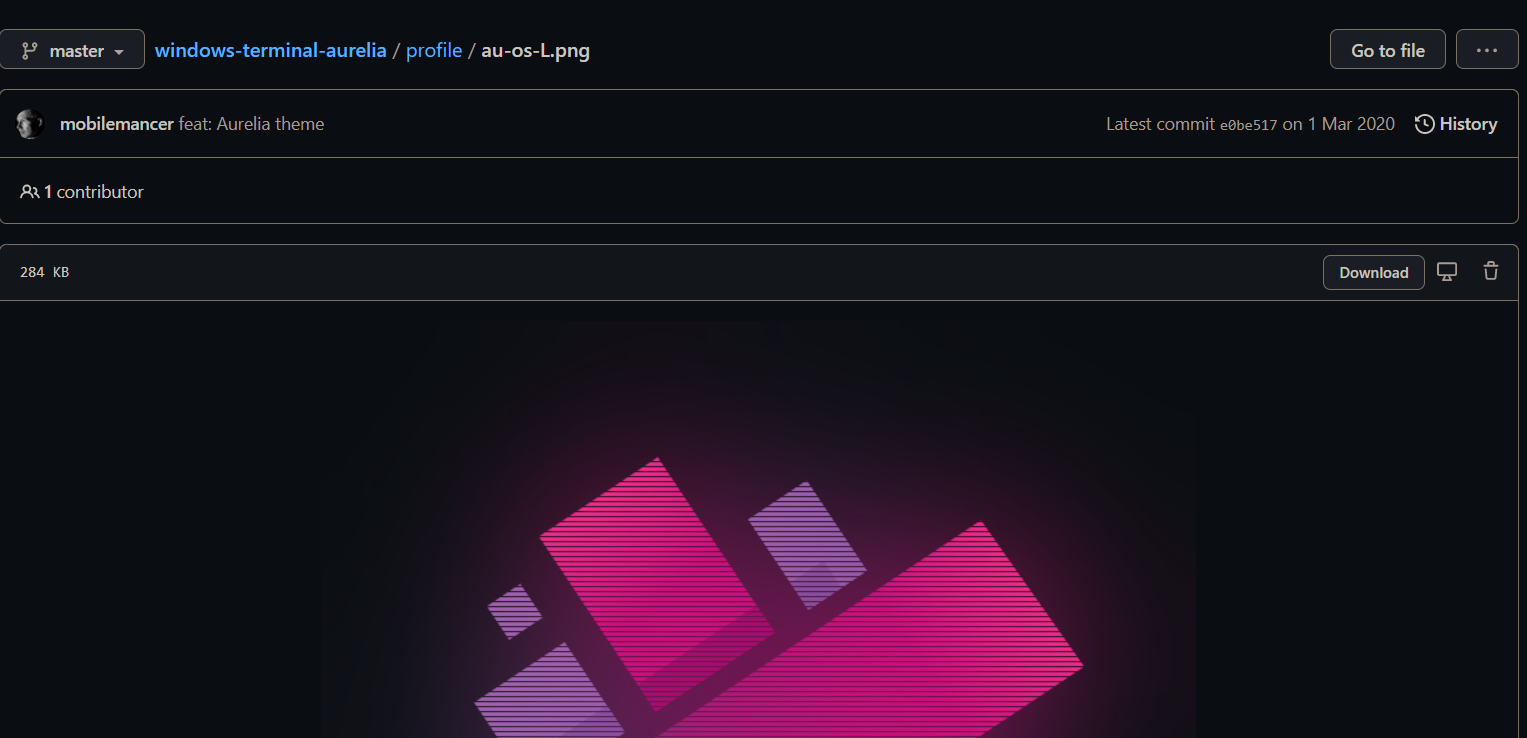 master windows-terminal-aurelia / profile / au-os-L.png Go to file ...
mobilemancer feat: Aurelia theme Latest commit e0be517 on 1 Mar 2020 History
1 contributor
284 KB Download